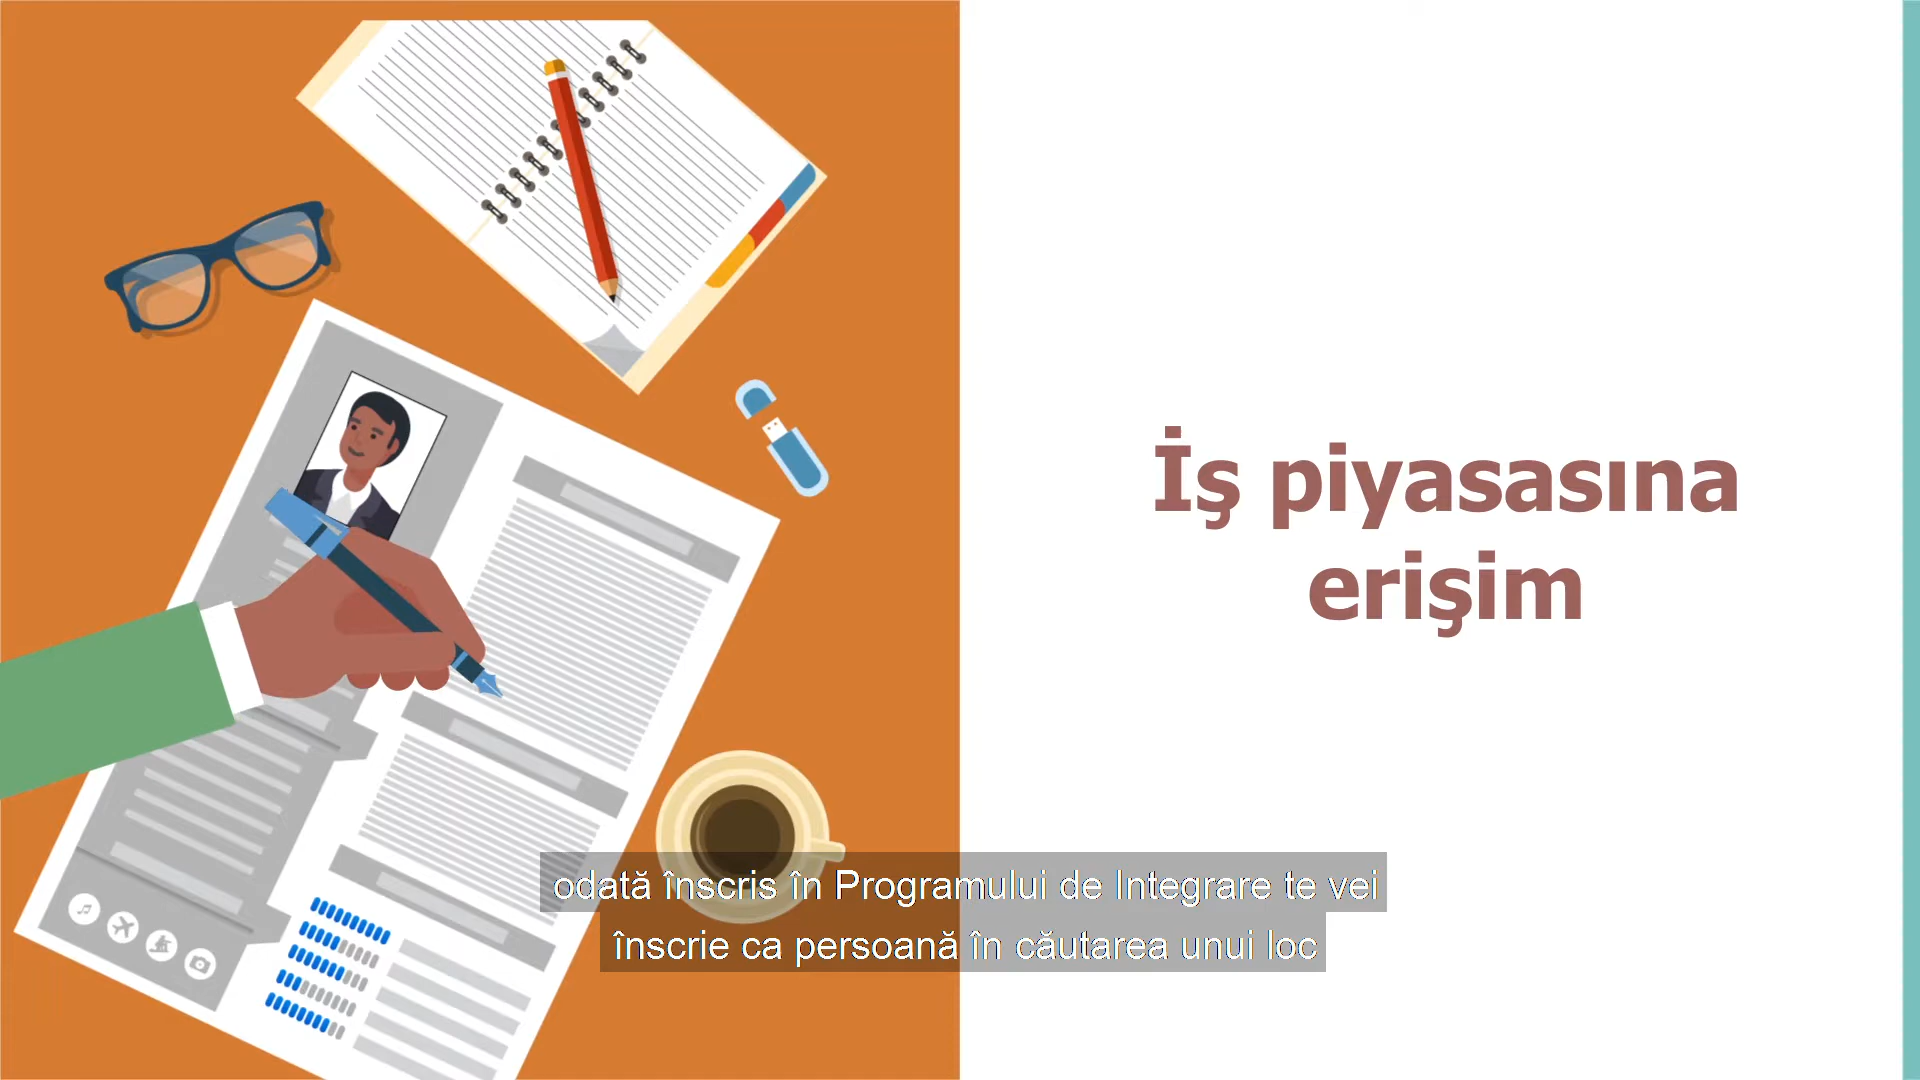 İş piyasasına
erişim
odată înscris în Programului de Integrare te vei
înscrie ca persoană în căutarea unui loc